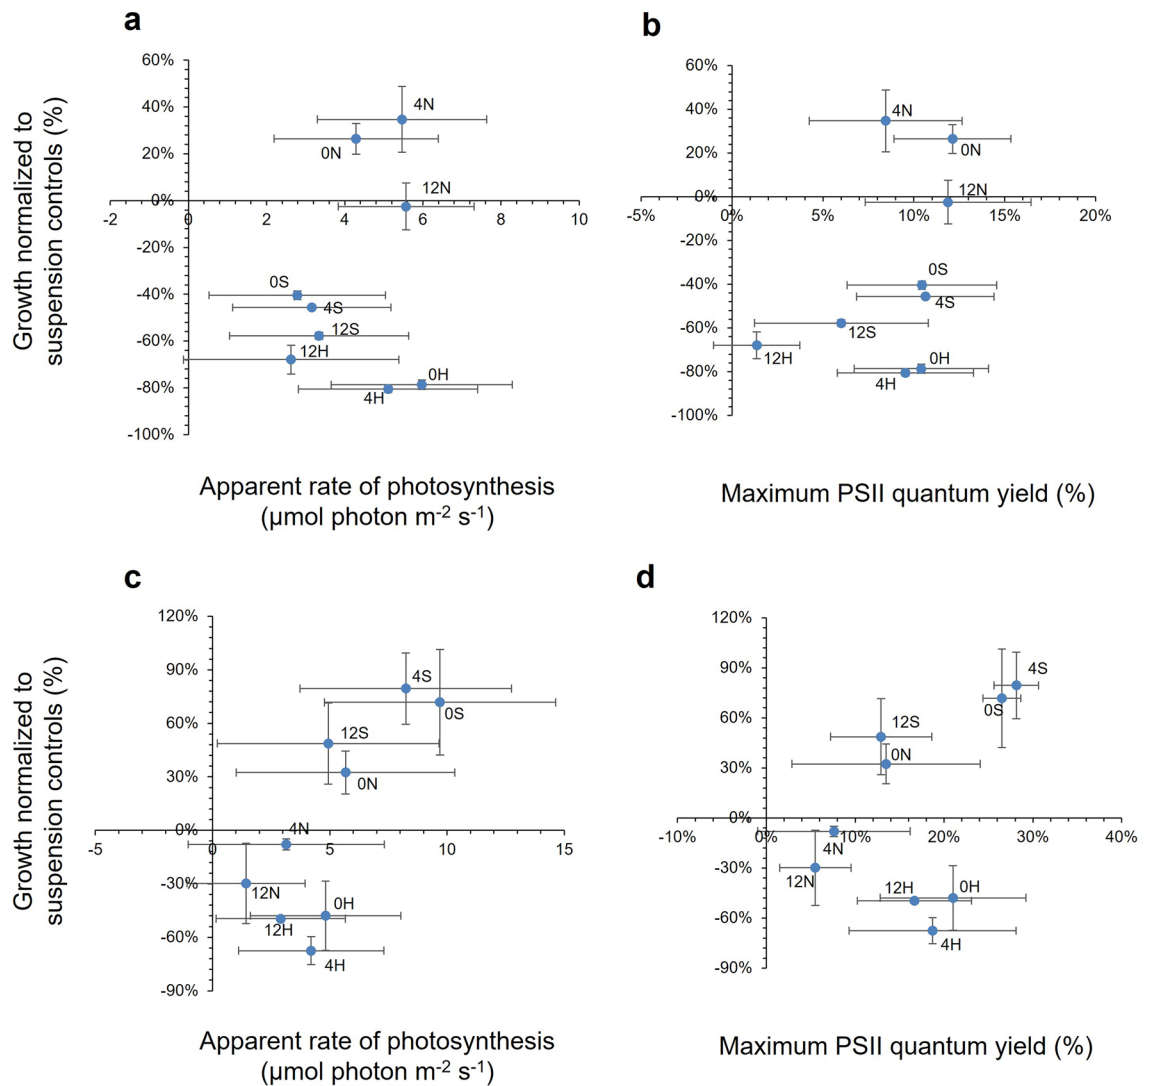 a
Growth normalized to
suspension controls (%)
60%
40%
20%
0%
-20%
-40%
-60%
-80%
-100%
-2
0
2
4
6
8
10
4N
0N
12N
0S
4S
12S
12H
0H
4H
Apparent rate of photosynthesis
(µmol photon m-2 s-1)
b
60%
40%
20%
0%
-20%
-40%
-60%
-80%
-100%
-5%
0%
5%
10%
15%
20%
4N
0N
12N
0S
4S
12S
12H
0H
4H
Maximum PSII quantum yield (%)
c
Growth normalized to
suspension controls (%)
120%
90%
60%
30%
0%
-30%
-60%
-90%
-5
0
5
10
15
4S
0S
12S
0N
4N
12N
0H
12H
4H
Apparent rate of photosynthesis
(µmol photon m-2 s-1)
d
120%
90%
60%
30%
0%
-30%
-60%
-90%
-10%
0%
10%
20%
30%
40%
4S
0S
12S
0N
4N
12N
12H
0H
4H
Maximum PSII quantum yield (%)